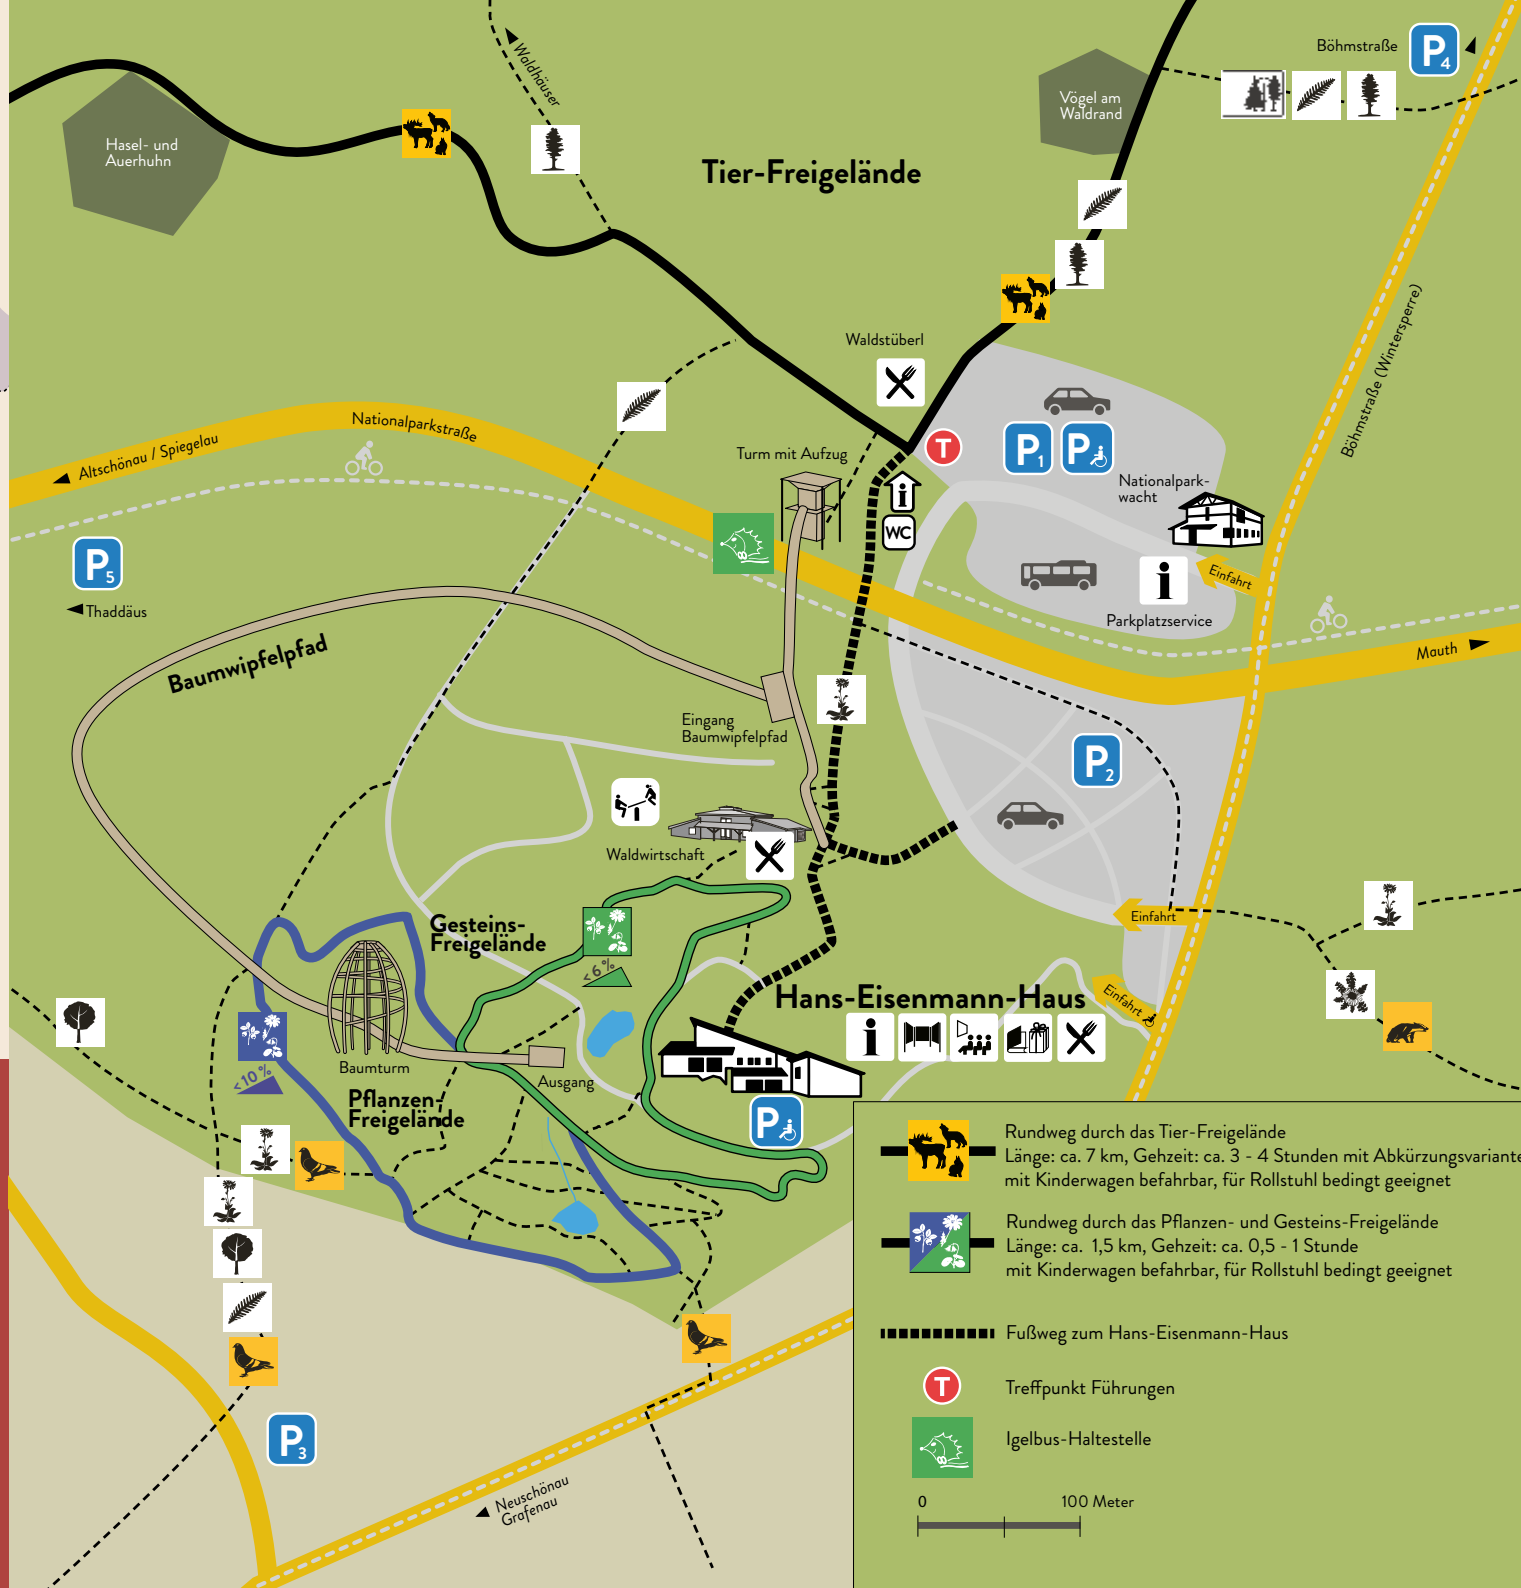 Böhmstraße
P4
Waldhäuser
Vögel am
Waldrand
Hasel- und
Auerhuhn
Tier-Freigelände
Böhmstraße (Wintersperre)
Waldstüberl
Nationalparkstraße
Altschönau / Spiegelau
T
P1
P
Turm mit Aufzug
Nationalpark-
wacht
i
WC
P5
Thaddäus
Einfahrt
i
Parkplatzservice
Mauth
Baumwipfelpfad
Eingang
Baumwipfelpfad
P2
Waldwirtschaft
Gesteins-
Freigelände
Einfahrt
<6%
Hans-Eisenmann-Haus
Einfahrt
i
Baumturm
<10%
Ausgang
Pflanzen-
Freigelände
P
Rundweg durch das Tier-Freigelände
Länge: ca. 7 km, Gehzeit: ca. 3 - 4 Stunden mit Abkürzungsvariante
mit Kinderwagen befahrbar, für Rollstuhl bedingt geeignet
Rundweg durch das Pflanzen- und Gesteins-Freigelände
Länge: ca. 1,5 km, Gehzeit: ca. 0,5 - 1 Stunde
mit Kinderwagen befahrbar, für Rollstuhl bedingt geeignet
Fußweg zum Hans-Eisenmann-Haus
T
Treffpunkt Führungen
P3
Igelbus-Haltestelle
Neuschönau
Grafenau
0 100 Meter